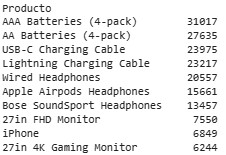 Producto
AAA Batteries (4-pack) 31017
AA Batteries (4-pack) 27635
USB-C Charging Cable 23975
Lightning Charging Cable 23217
Wired Headphones 20557
Apple Airpods Headphones 15661
Bose SoundSport Headphones 13457
27in FHD Monitor 7550
iPhone 6849
27in 4K Gaming Monitor 6244